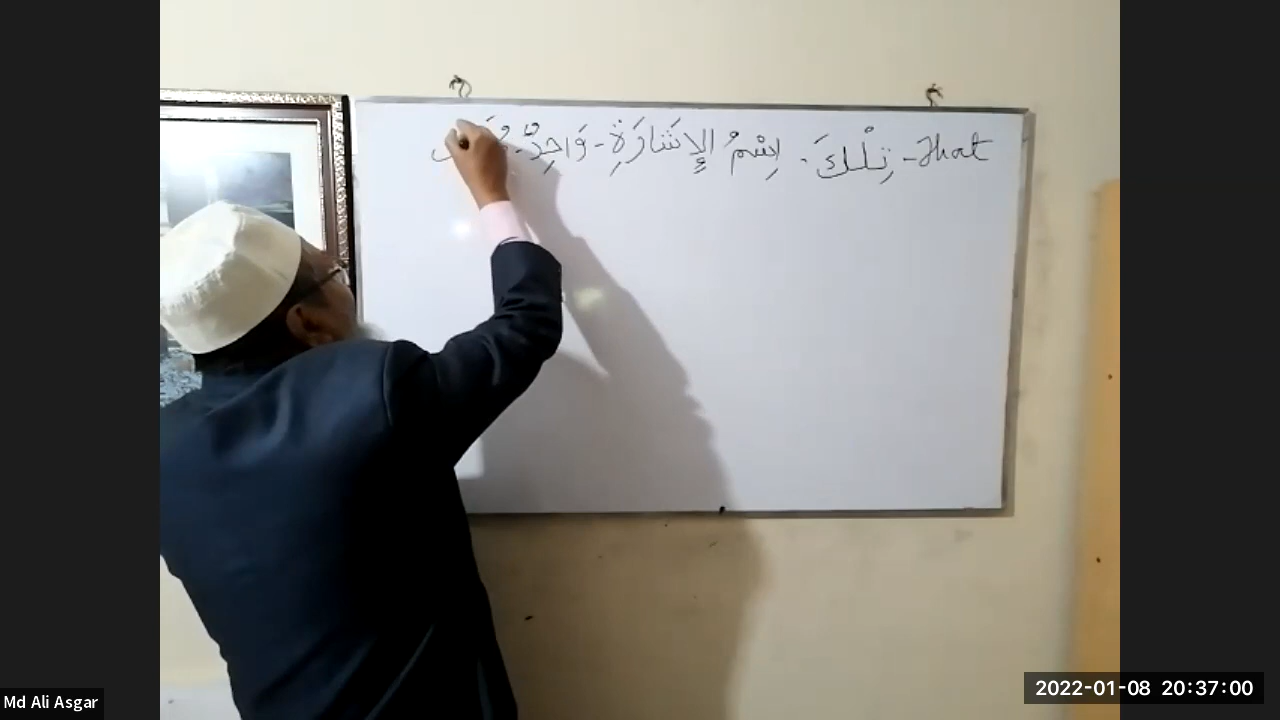 That - تِلْكَ - اِسْمُ الإِشَارَةِ - وَاحِدٌ -
Md Ali Asgar
2022-01-08 20:37:00